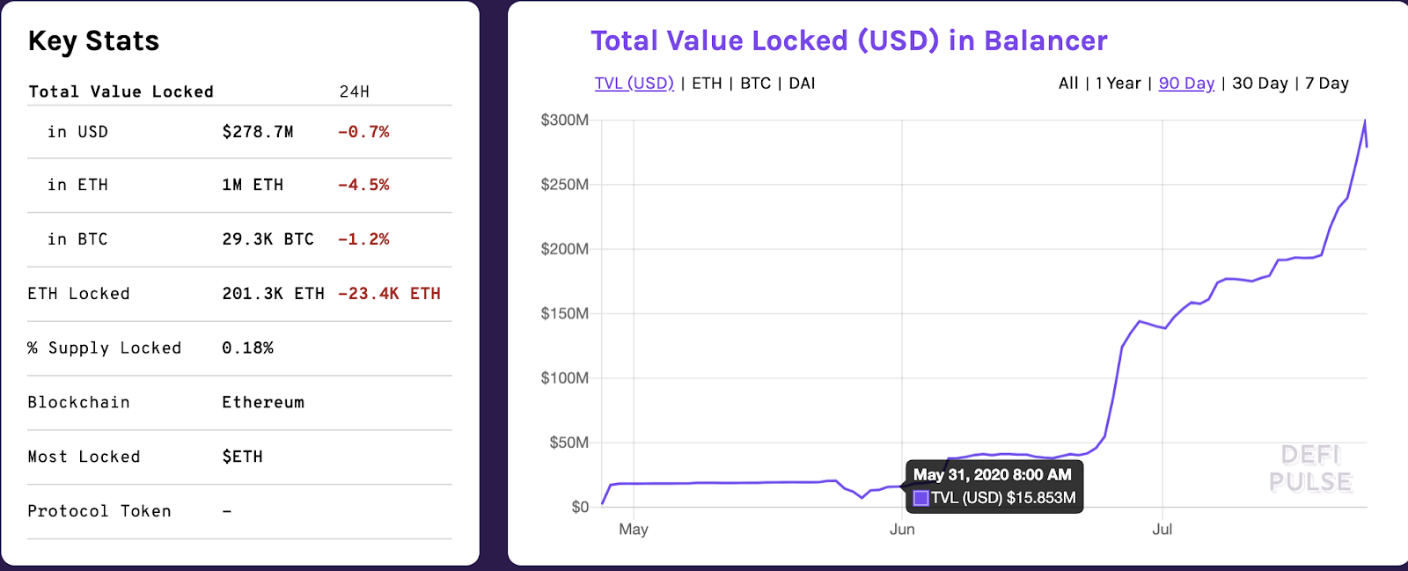 Key Stats
Total Value Locked 24H
in USD $278.7M -0.7%
in ETH 1M ETH -4.5%
in BTC 29.3K BTC -1.2%
ETH Locked 201.3K ETH -23.4K ETH
% Supply Locked 0.18%
Blockchain Ethereum
Most Locked $ETH
Protocol Token –
Total Value Locked (USD) in Balancer
TVL (USD) | ETH | BTC | DAI
All | 1 Year | 90 Day | 30 Day | 7 Day
$300M
$250M
$200M
$150M
$100M
$50M
$0
May 31, 2020 8:00 AM
TVL (USD) $15.853M
DEFI
PULSE
May Jun Jul